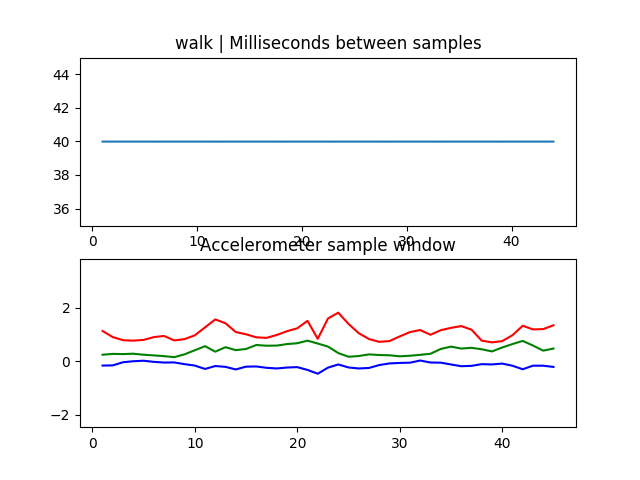 walk | Milliseconds between samples
44
42
40
38
36
0 10 20 30 40
Accelerometer sample window
2
0
−2
0 10 20 30 40